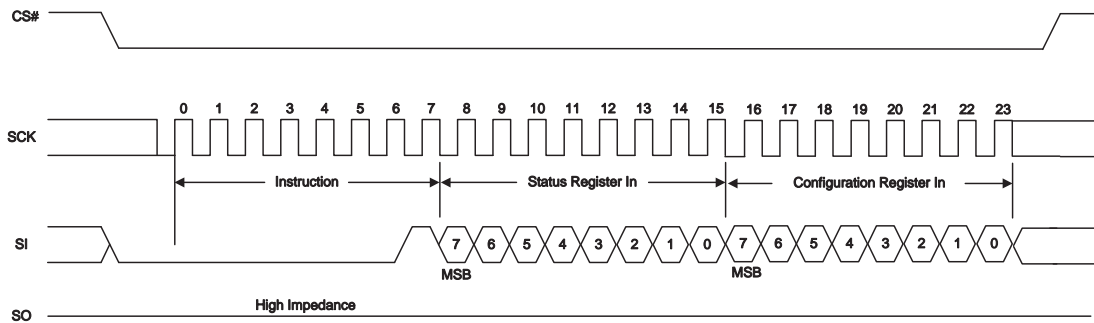 CS#
0 1 2 3 4 5 6 7 8 9 10 11 12 13 14 15 16 17 18 19 20 21 22 23
SCK
Instruction Status Register In Configuration Register In
SI 7 6 5 4 3 2 1 0 7 6 5 4 3 2 1 0
MSB MSB
High Impedance
SO